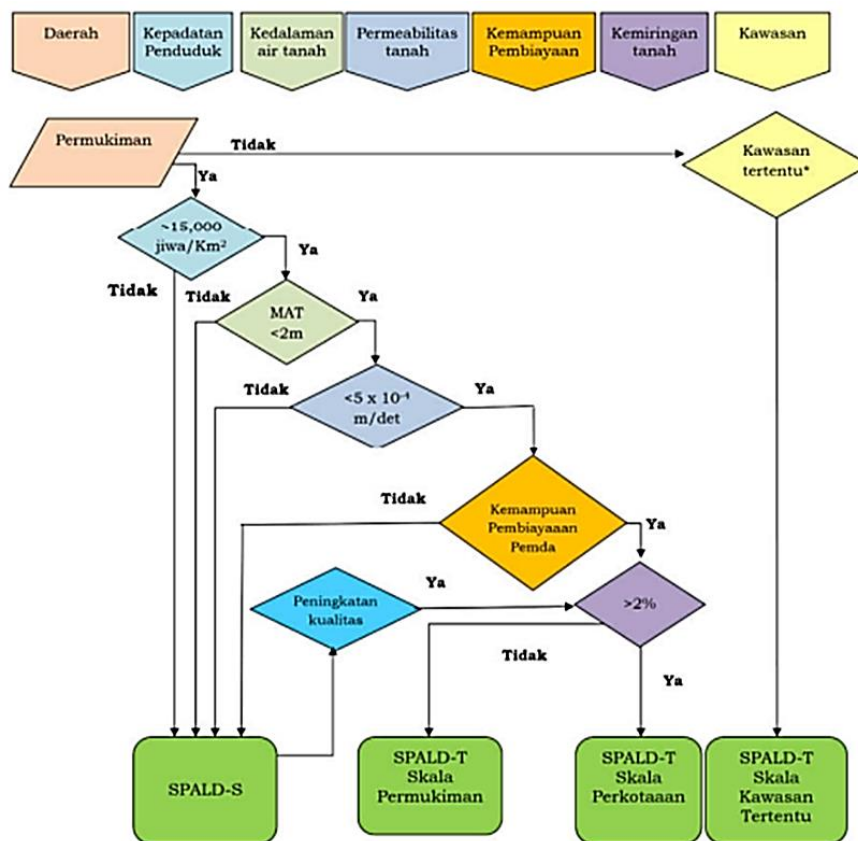 Daerah
Kepadatan
Penduduk
Kedalaman
air tanah
Permeabilitas
tanah
Kemampuan
Pembiayaan
Kemiringan
tanah
Kawasan
Permukiman
Tidak
Kawasan
tertentu*
Ya
~15,000
jiwa/Km²
Ya
Tidak
Tidak
MAT
<2m
Ya
Tidak
<5 x 10⁻⁴
m/det
Ya
Tidak
Kemampuan
Pembiayaaan
Pemda
Ya
Peningkatan
kualitas
Ya
>2%
Tidak
Ya
SPALD-S
SPALD-T
Skala
Permukiman
SPALD-T
Skala
Perkotaaan
SPALD-T
Skala
Kawasan
Tertentu